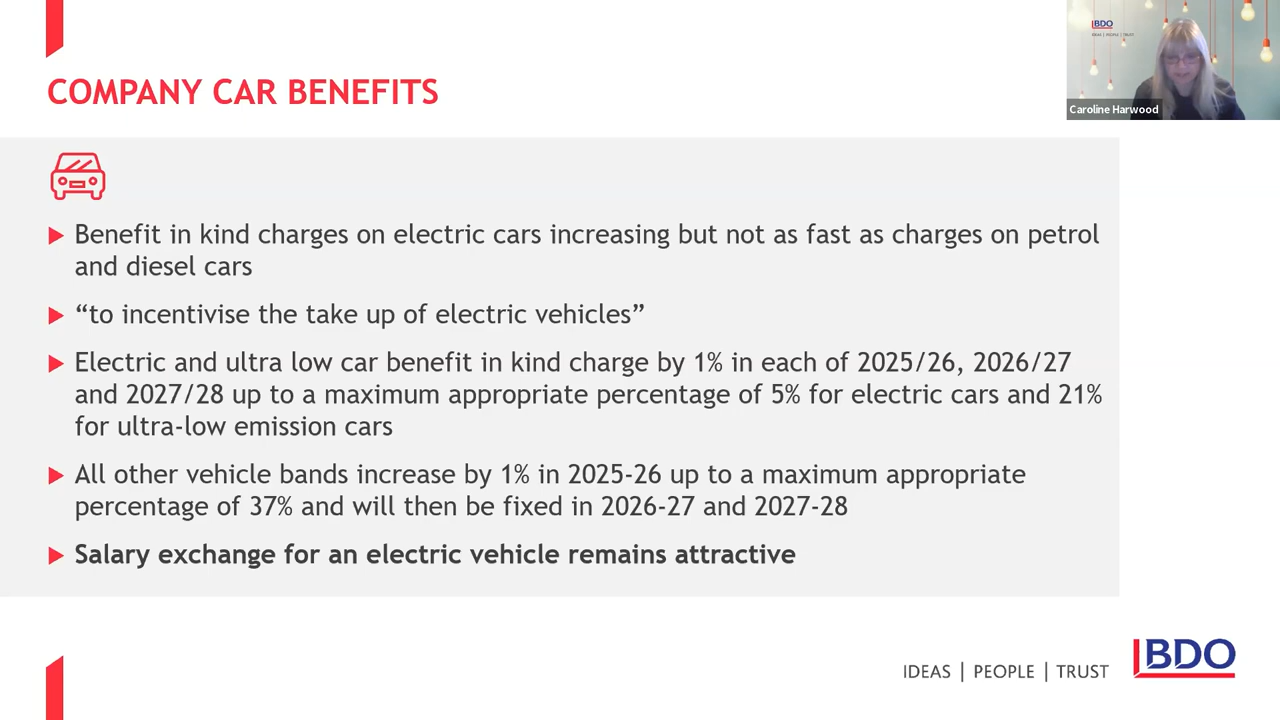 BDO
IDEAS | PEOPLE | TRUST
Caroline Harwood
COMPANY CAR BENEFITS
Benefit in kind charges on electric cars increasing but not as fast as charges on petrol
and diesel cars
“to incentivise the take up of electric vehicles”
Electric and ultra low car benefit in kind charge by 1% in each of 2025/26, 2026/27
and 2027/28 up to a maximum appropriate percentage of 5% for electric cars and 21%
for ultra-low emission cars
All other vehicle bands increase by 1% in 2025-26 up to a maximum appropriate
percentage of 37% and will then be fixed in 2026-27 and 2027-28
Salary exchange for an electric vehicle remains attractive
IDEAS | PEOPLE | TRUST
BDO